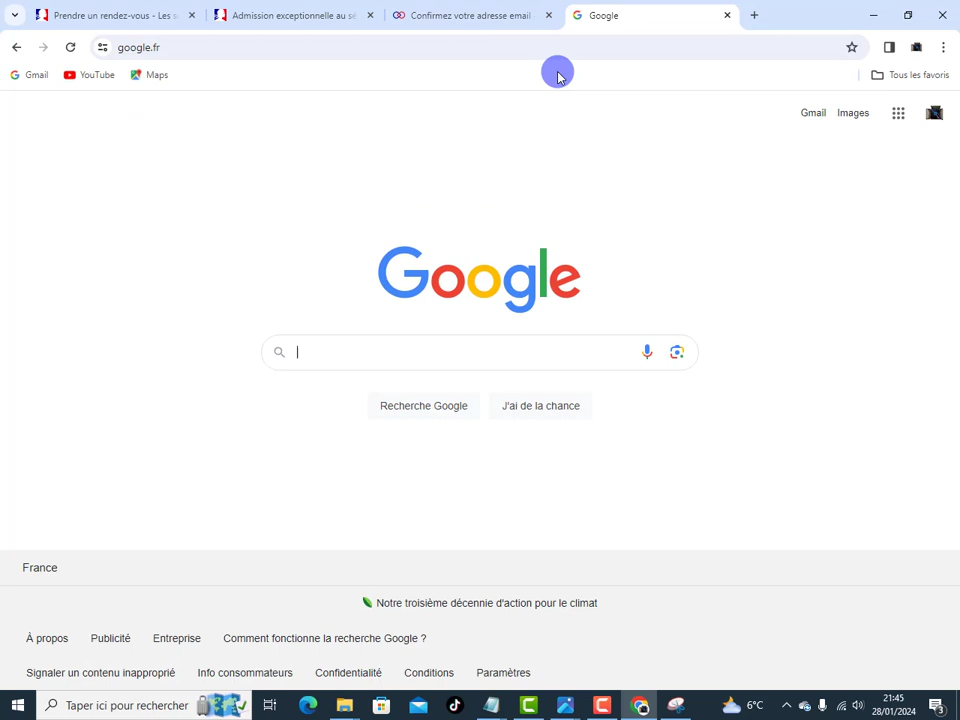 Prendre un rendez-vous - Les s
Admission exceptionnelle au sé
Confirmez votre adresse email
Google
google.fr
Gmail
YouTube
Maps
Tous les favoris
Gmail
Images
Google
Recherche Google
J'ai de la chance
France
Notre troisième décennie d'action pour le climat
À propos
Publicité
Entreprise
Comment fonctionne la recherche Google ?
Signaler un contenu inapproprié
Info consommateurs
Confidentialité
Conditions
Paramètres
Taper ici pour rechercher
6°C
21:45
28/01/2024
3